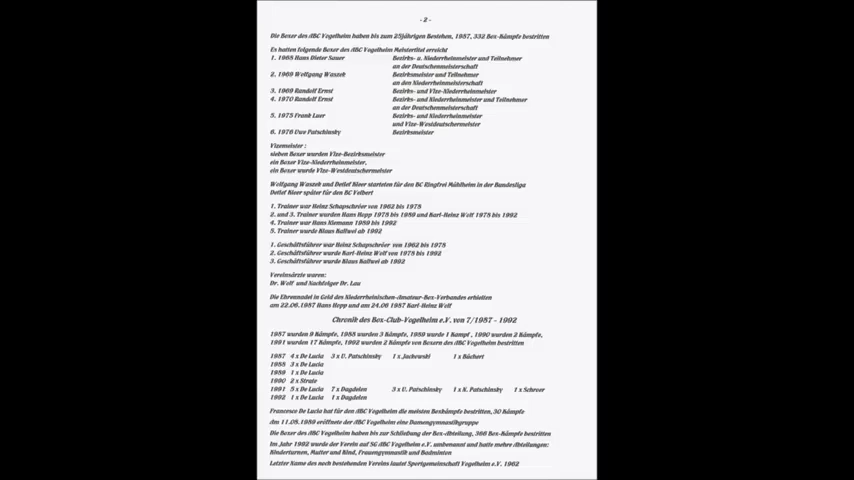 - 2 -
Die Boxer des ABC Vogelheim haben bis zum 25jährigen Bestehen, 1987, 332 Box-Kämpfe bestritten
Es hatten folgende Boxer des ABC Vogelheim Meistertitel erreicht
1. 1968 Hans Dieter Sauer Bezirks- u. Niederrheinmeister und Teilnehmer
an der Deutschenmeisterschaft
2. 1969 Wolfgang Waszek Bezirksmeister und Teilnehmer
an den Niederrheinmeisterschaft
3. 1969 Randolf Ernst Bezirks- und Vize-Niederrheinmeister
4. 1970 Randolf Ernst Bezirks- und Niederrheinmeister und Teilnehmer
an der Deutschenmeisterschaft
5. 1975 Frank Luer Bezirks- und Niederrheinmeister
und Vize-Westdeutschermeister
6. 1976 Uwe Patschinsky Bezirksmeister
Vizemeister :
sieben Boxer wurden Vize-Bezirksmeister
ein Boxer Vize-Niederrheinmeister,
ein Boxer wurde Vize-Westdeutschermeister
Wolfgang Waszek und Detlef Kleer starteten für den BC Ringfrei Mühlheim in der Bundesliga
Detlef Kleer später für den BC Velbert
1. Trainer war Heinz Schapschröer von 1962 bis 1978
2. und 3. Trainer wurden Hans Hopp 1978 bis 1989 und Karl-Heinz Wolf 1978 bis 1992
4. Trainer war Hans Klemann 1989 bis 1992
5. Trainer wurde Klaus Kallwei ab 1992
1. Geschäftsführer war Heinz Schapschröer von 1962 bis 1978
2. Geschäftsführer wurde Karl-Heinz Wolf von 1978 bis 1992
3. Geschäftsführer wurde Klaus Kallwei ab 1992
Vereinsärzte waren:
Dr. Wolf und Nachfolger Dr. Lau
Die Ehrennadel in Gold des Niederrheinischen-Amateur-Box-Verbandes erhielten
am 22.06.1987 Hans Hopp und am 24.06 1987 Karl-Heinz Wolf
Chronik des Box-Club-Vogelheim e.V. von 7/1987 - 1992
1987 wurden 9 Kämpfe, 1988 wurden 3 Kämpfe, 1989 wurde 1 Kampf , 1990 wurden 2 Kämpfe,
1991 wurden 17 Kämpfe, 1992 wurden 2 Kämpfe von Boxern des ABC Vogelheim bestritten
1987 4 x De Lucia 3 x U. Patschinsky 1 x Jachowski 1 x Büchert
1988 3 x De Lucia
1989 1 x De Lucia
1990 2 x Strufe
1991 5 x De Lucia 7 x Dagdelen 3 x U. Patschinsky 1 x K. Patschinsky 1 x Schroer
1992 1 x De Lucia 1 x Dagdelen
Francesco De Lucia hat für den ABC Vogelheim die meisten Boxkämpfe bestritten, 30 Kämpfe
Am 11.08.1989 eröffnete der ABC Vogelheim eine Damengymnastikgruppe
Die Boxer des ABC Vogelheim haben bis zur Schließung der Box-Abteilung, 366 Box-Kämpfe bestritten
Im Jahr 1992 wurde der Verein auf SG ABC Vogelheim e.V. umbenannt und hatte mehre Abteilungen:
Kinderturnen, Mutter und Kind, Frauengymnastik und Badminton
Letzter Name des noch bestehenden Vereins lautet Sportgemeinschaft Vogelheim e.V. 1962